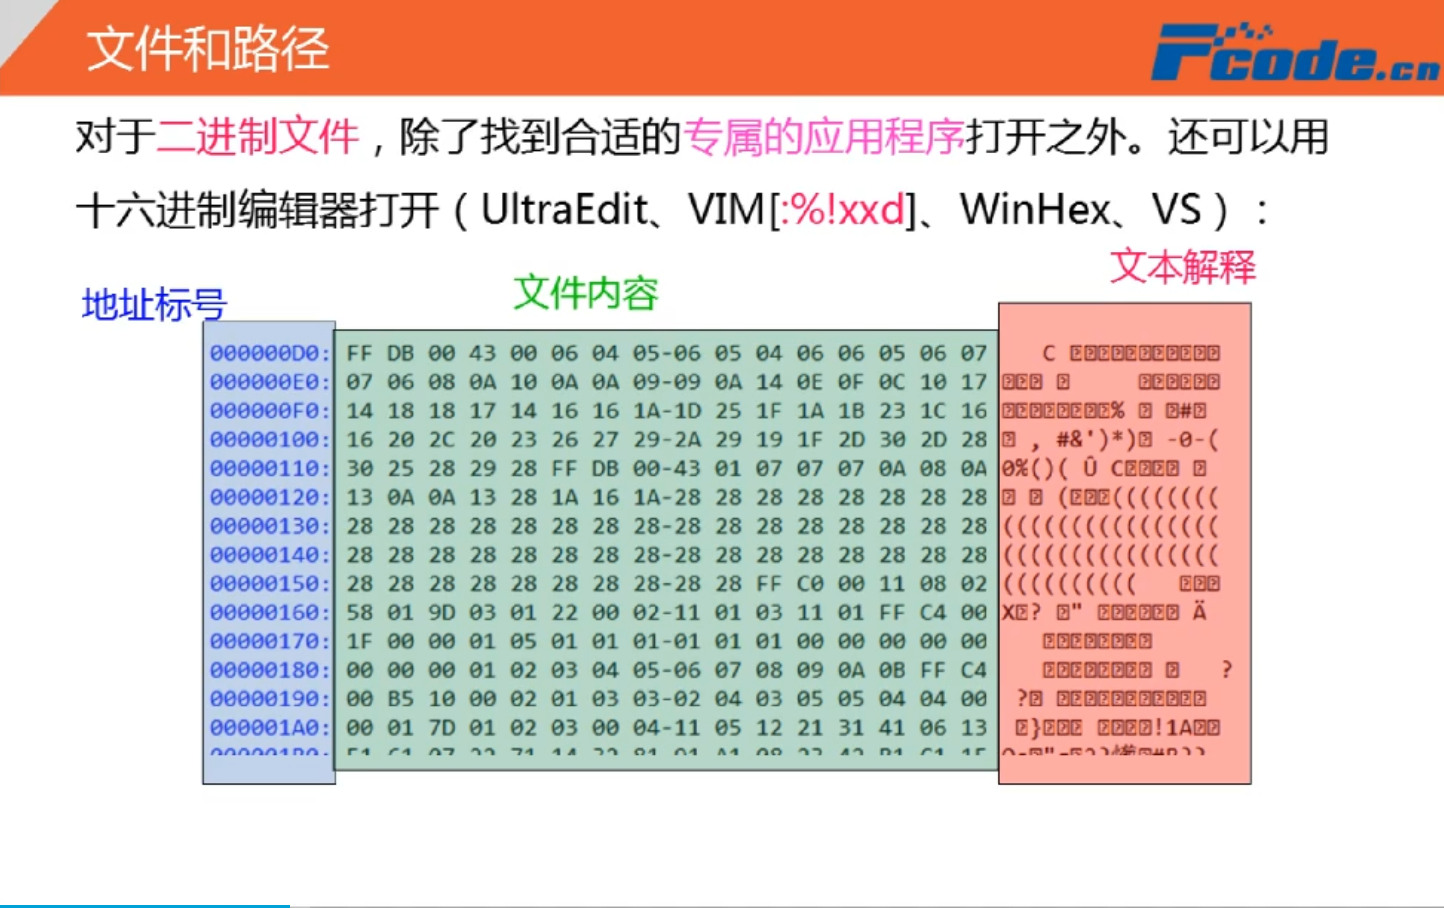 文件和路径
Fcode.cn
对于二进制文件，除了找到合适的专属的应用程序打开之外。还可以用
十六进制编辑器打开（UltraEdit、VIM[:%!xxd]、WinHex、VS）：
地址标号 文件内容 文本解释
000000D0: FF DB 00 43 00 06 04 05-06 05 04 06 06 05 06 07 C
000000E0: 07 06 08 0A 10 0A 0A 09-09 0A 14 0E 0F 0C 10 17
000000F0: 14 18 18 17 14 16 16 1A-1D 25 1F 1A 1B 23 1C 16 % #
00000100: 16 20 2C 20 23 26 27 29-2A 29 19 1F 2D 30 2D 28 , #&')*) -0-(
00000110: 30 25 28 29 28 FF DB 00-43 01 07 07 07 0A 08 0A 0%()( Û C
00000120: 13 0A 0A 13 28 1A 16 1A-28 28 28 28 28 28 28 28 ( ((((((((
00000130: 28 28 28 28 28 28 28 28-28 28 28 28 28 28 28 28 ((((((((((((((((
00000140: 28 28 28 28 28 28 28 28-28 28 28 28 28 28 28 28 ((((((((((((((((
00000150: 28 28 28 28 28 28 28 28-28 28 FF C0 00 11 08 02 ((((((((((
00000160: 58 01 9D 03 01 22 00 02-11 01 03 11 01 FF C4 00 X ? " Ä
00000170: 1F 00 00 01 05 01 01 01-01 01 01 00 00 00 00 00
00000180: 00 00 00 01 02 03 04 05-06 07 08 09 0A 0B FF C4 ?
00000190: 00 B5 10 00 02 01 03 03-02 04 03 05 05 04 04 00 ?
000001A0: 00 01 7D 01 02 03 00 04-11 05 12 21 31 41 06 13 } !1A